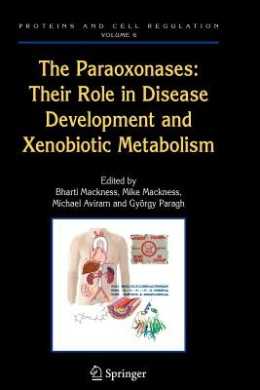 PROTEINS AND CELL REGULATION
VOLUME 6
The Paraoxonases:
Their Role in Disease
Development and
Xenobiotic Metabolism
Edited by
Bharti Mackness, Mike Mackness,
Michael Aviram and György Paragh
Springer